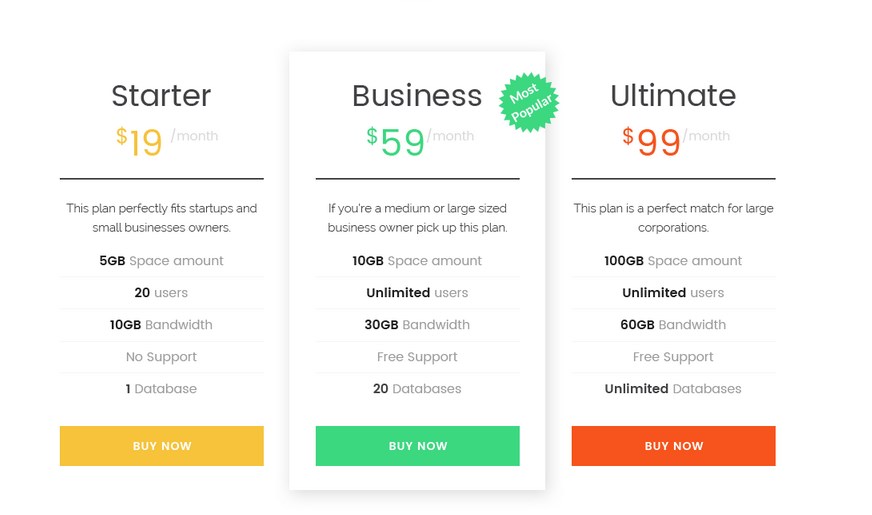 Starter
$19 /month
This plan perfectly fits startups and
small businesses owners.
5GB Space amount
20 users
10GB Bandwidth
No Support
1 Database
BUY NOW
Business
Most
Popular
$59 /month
If you're a medium or large sized
business owner pick up this plan.
10GB Space amount
Unlimited users
30GB Bandwidth
Free Support
20 Databases
BUY NOW
Ultimate
$99 /month
This plan is a perfect match for large
corporations.
100GB Space amount
Unlimited users
60GB Bandwidth
Free Support
Unlimited Databases
BUY NOW